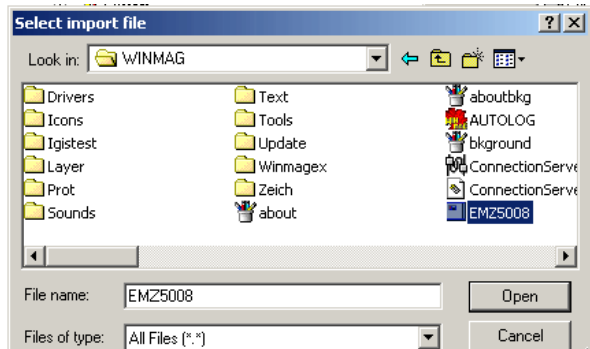 Select import file
Look in: WINMAG
Drivers Text aboutbkg
Icons Tools AUTOLOG
Igistest Update bkground
Layer Winmagex ConnectionServe
Prot Zeich ConnectionServe
Sounds about EMZ5008
File name: EMZ5008 Open
Files of type: All Files (*.*) Cancel